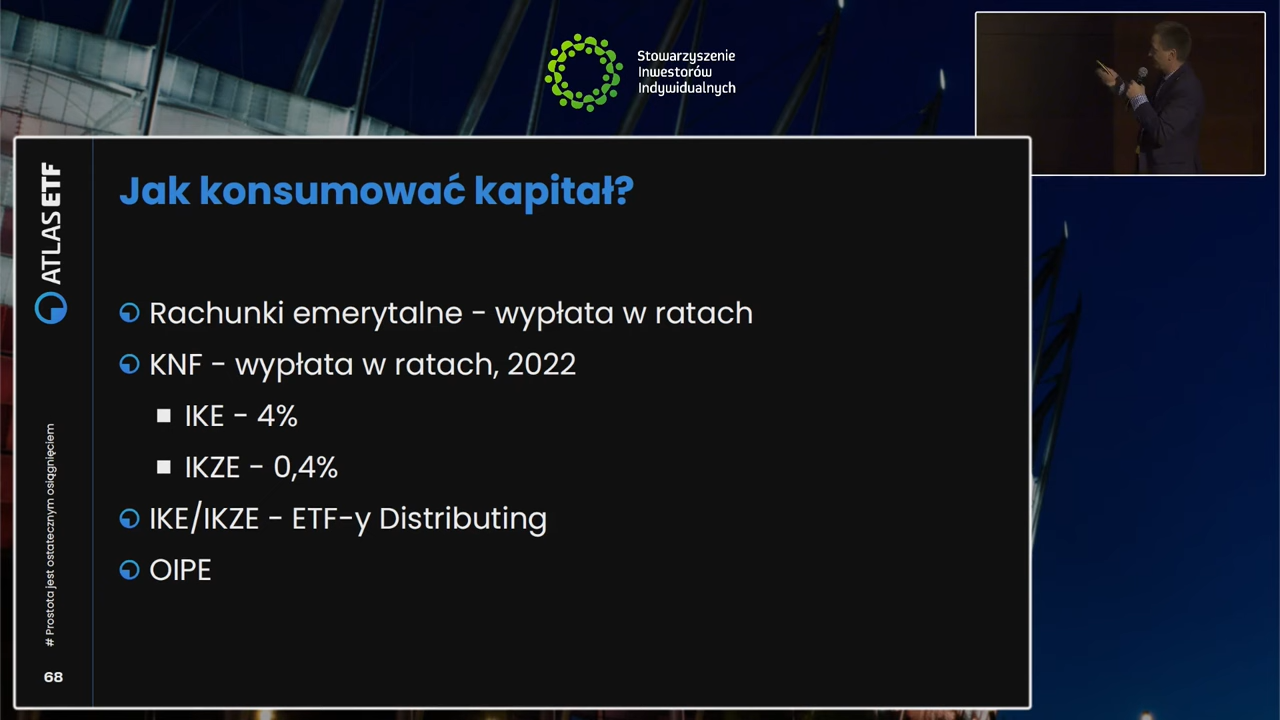 Stowarzyszenie
Inwestorów
Indywidualnych
ATLAS ETF
# Prostota jest ostatecznym osiągnięciem
68
Jak konsumować kapitał?
Rachunki emerytalne - wypłata w ratach
KNF - wypłata w ratach, 2022
IKE - 4%
IKZE - 0,4%
IKE/IKZE - ETF-y Distributing
OIPE